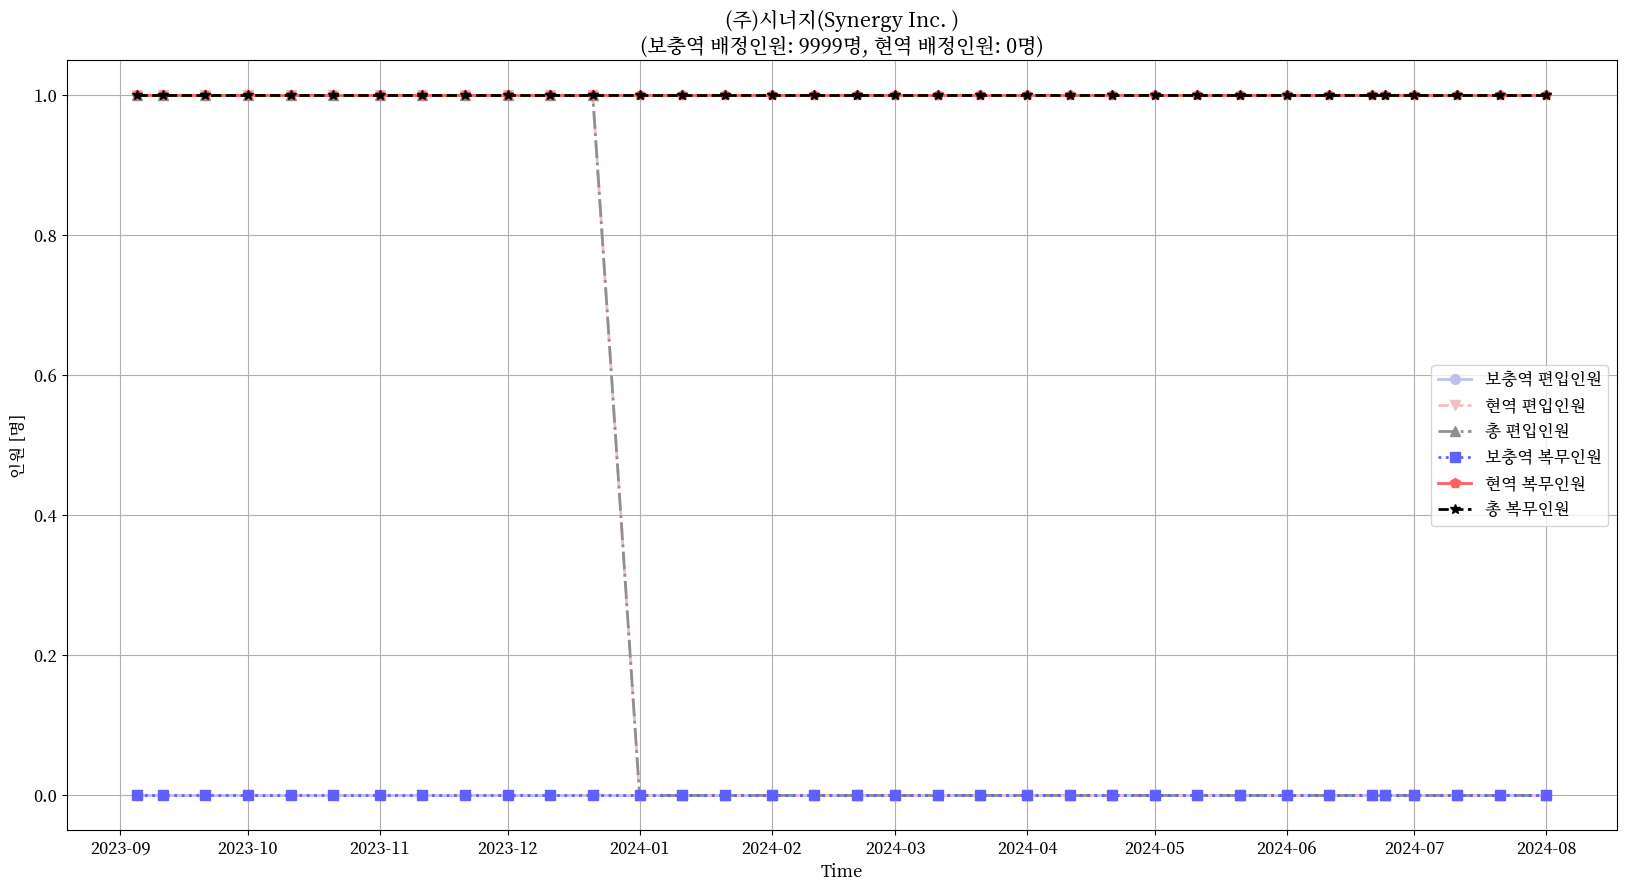 (주)시너지(Synergy Inc. )
(보충역 배정인원: 9999명, 현역 배정인원: 0명)
인원 [명]
1.0
0.8
0.6
0.4
0.2
0.0
보충역 편입인원
현역 편입인원
총 편입인원
보충역 복무인원
현역 복무인원
총 복무인원
2023-09 2023-10 2023-11 2023-12 2024-01 2024-02 2024-03 2024-04 2024-05 2024-06 2024-07 2024-08
Time